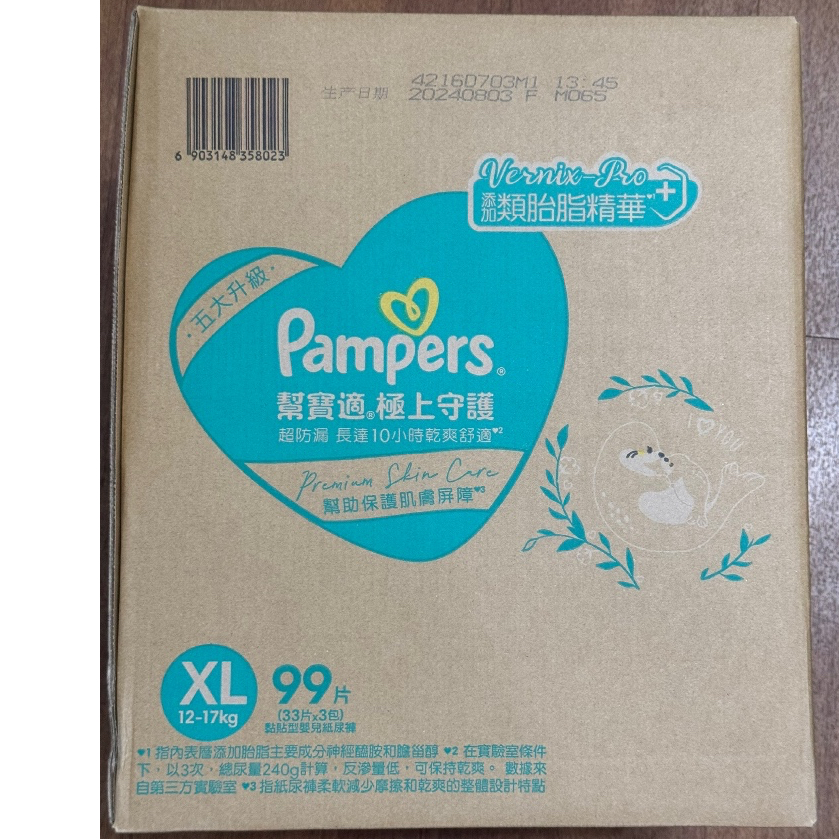 生产日期
4216D703M1 13:45
20240803 F M065
6 903148 358023
Vernix-Pro
添加類胎脂精華♥1
·五大升級·
Pampers®
幫寶適®極上守護
超防漏 長達10小時乾爽舒適♥2
Premium Skin Care
幫助保護肌膚屏障♥3
I ♡ you
XL
12-17kg
99片
(33片x3包)
黏貼型嬰兒紙尿褲
♥1 指內表層添加胎脂主要成分神經醯胺和膽甾醇 ♥2 在實驗室條件
下，以3次，總尿量240g計算，反滲量低，可保持乾爽。 數據來
自第三方實驗室 ♥3 指紙尿褲柔軟減少摩擦和乾爽的整體設計特點